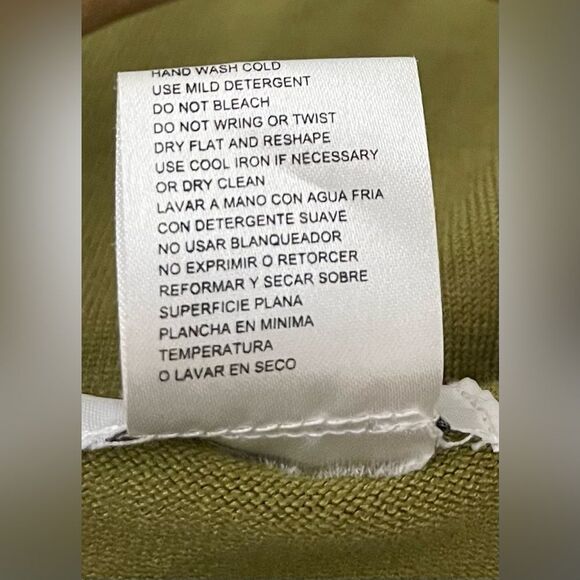 HAND WASH COLD
USE MILD DETERGENT
DO NOT BLEACH
DO NOT WRING OR TWIST
DRY FLAT AND RESHAPE
USE COOL IRON IF NECESSARY
OR DRY CLEAN
LAVAR A MANO CON AGUA FRIA
CON DETERGENTE SUAVE
NO USAR BLANQUEADOR
NO EXPRIMIR O RETORCER
REFORMAR Y SECAR SOBRE
SUPERFICIE PLANA
PLANCHA EN MINIMA
TEMPERATURA
O LAVAR EN SECO